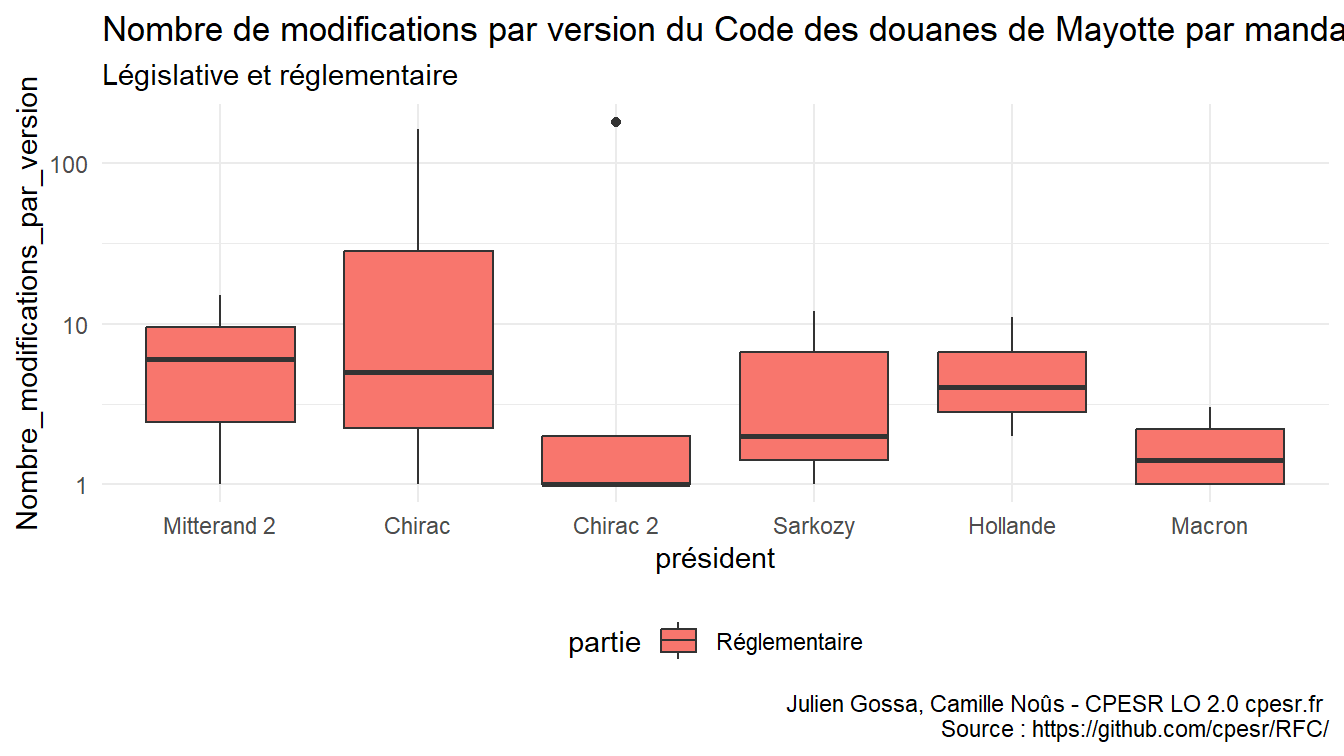 Nombre de modifications par version du Code des douanes de Mayotte par manda
Législative et réglementaire
Nombre_modifications_par_version
100
10
1
Mitterand 2 Chirac Chirac 2 Sarkozy Hollande Macron
président
partie Réglementaire
Julien Gossa, Camille Noûs - CPESR LO 2.0 cpesr.fr
Source : https://github.com/cpesr/RFC/